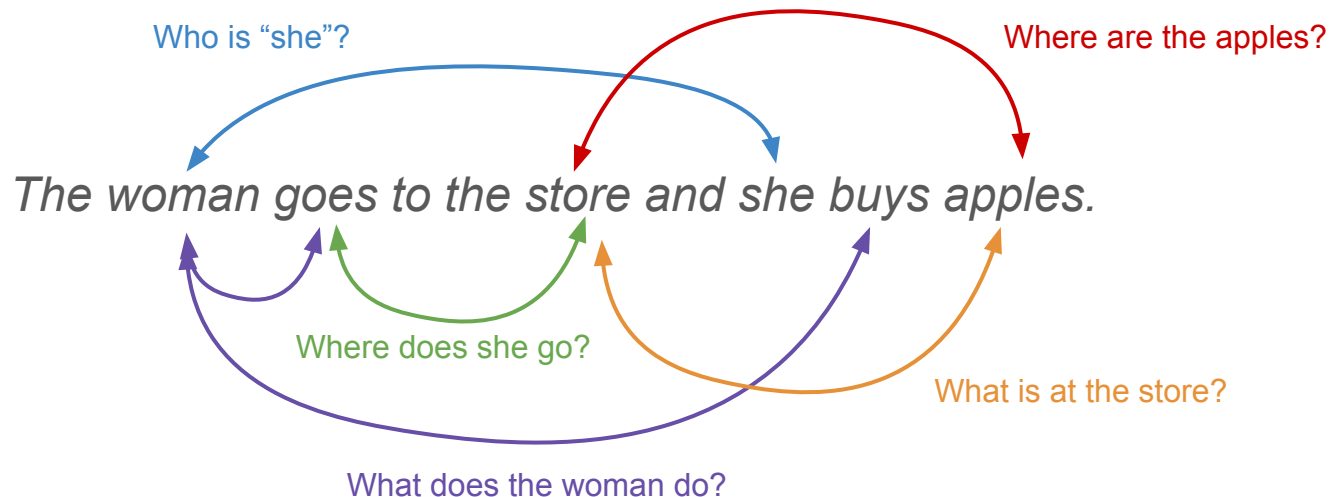 Who is “she”?
Where are the apples?
The woman goes to the store and she buys apples.
Where does she go?
What is at the store?
What does the woman do?